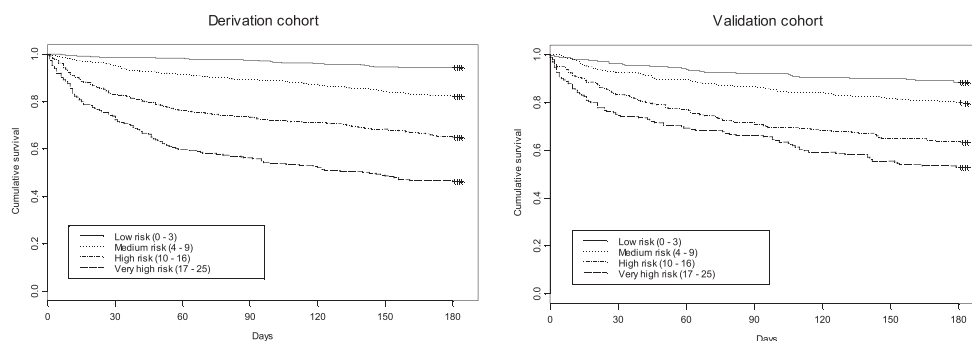 Derivation cohort
Cumulative survival
1.0
0.8
0.6
0.4
0.2
0.0
Low risk (0 - 3)
Medium risk (4 - 9)
High risk (10 - 16)
Very high risk (17 - 25)
0 30 60 90 120 150 180
Days
Validation cohort
Cumulative survival
1.0
0.8
0.6
0.4
0.2
0.0
Low risk (0 - 3)
Medium risk (4 - 9)
High risk (10 - 16)
Very high risk (17 - 25)
0 30 60 90 120 150 180
Days